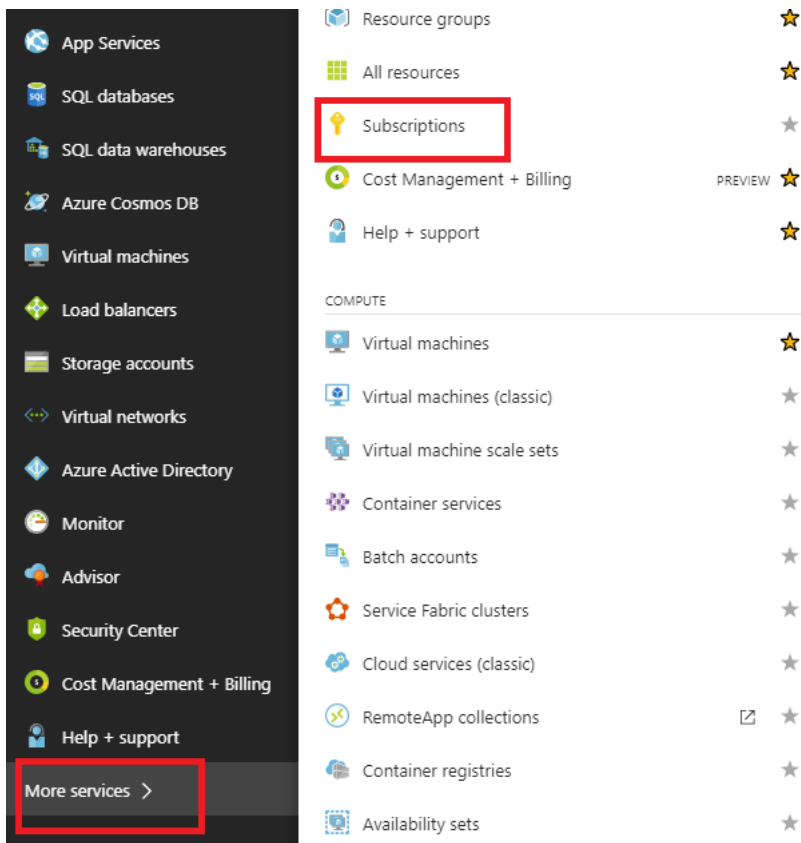 App Services
SQL databases
SQL data warehouses
Azure Cosmos DB
Virtual machines
Load balancers
Storage accounts
Virtual networks
Azure Active Directory
Monitor
Advisor
Security Center
Cost Management + Billing
Help + support
More services
Resource groups
All resources
Subscriptions
Cost Management + Billing PREVIEW
Help + support
COMPUTE
Virtual machines
Virtual machines (classic)
Virtual machine scale sets
Container services
Batch accounts
Service Fabric clusters
Cloud services (classic)
RemoteApp collections
Container registries
Availability sets